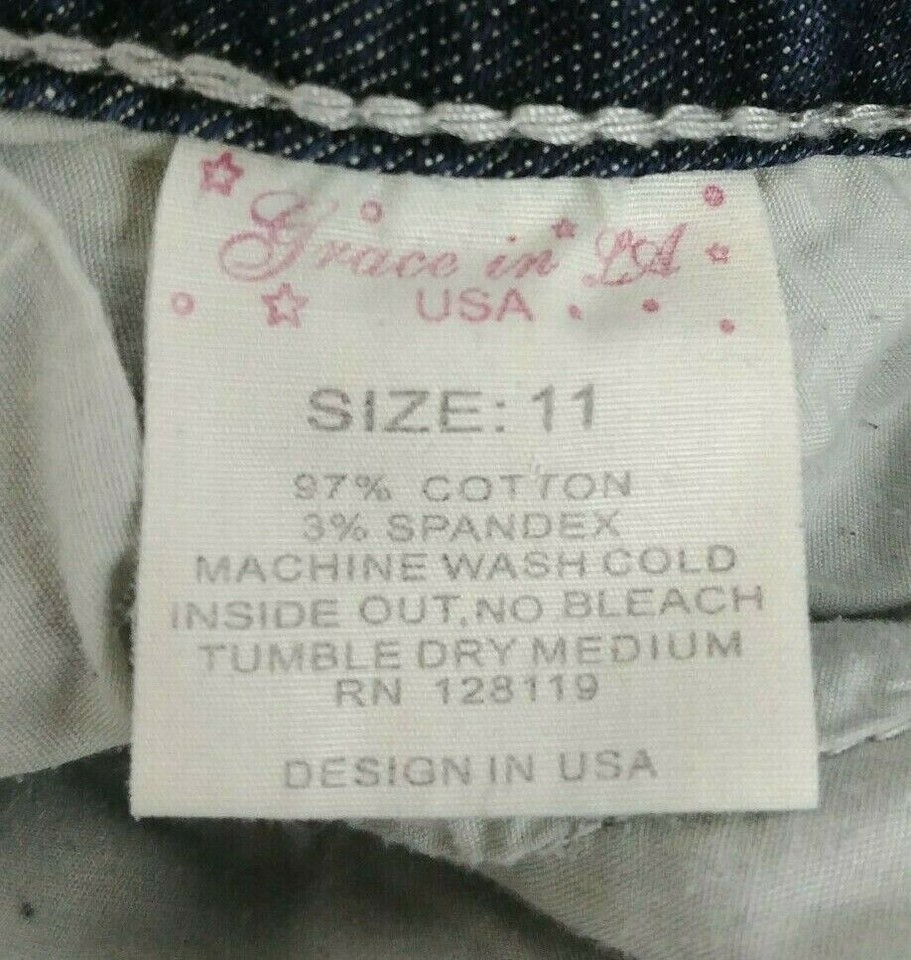 Grace in LA
USA
SIZE: 11
97% COTTON
3% SPANDEX
MACHINE WASH COLD
INSIDE OUT,NO BLEACH
TUMBLE DRY MEDIUM
RN 128119
DESIGN IN USA